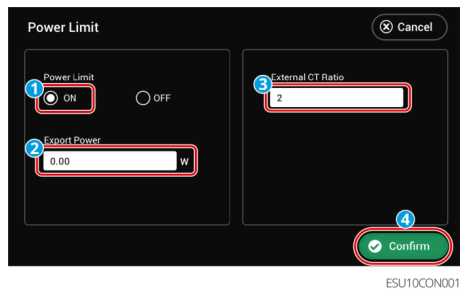 Power Limit
Cancel
Power Limit
1
ON
OFF
Export Power
2
0.00
W
External CT Ratio
3
2
4
Confirm
ESU10CON001